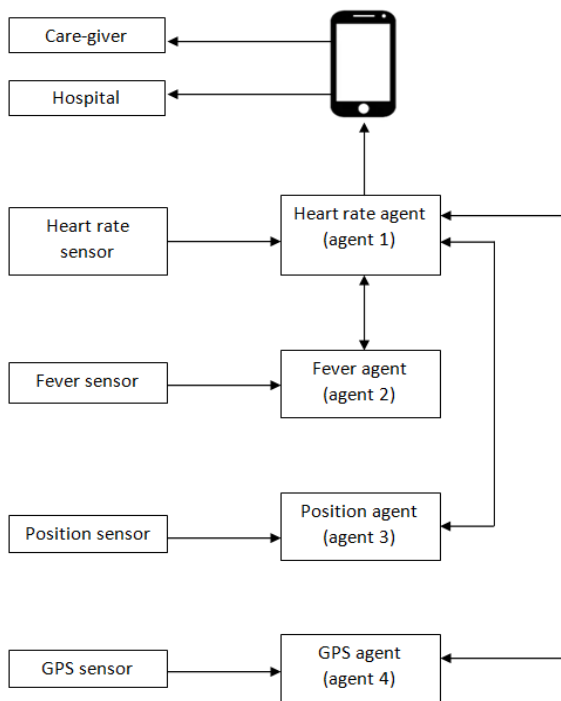 Care-giver
Hospital
Heart rate
sensor
Heart rate agent
(agent 1)
Fever sensor
Fever agent
(agent 2)
Position sensor
Position agent
(agent 3)
GPS sensor
GPS agent
(agent 4)